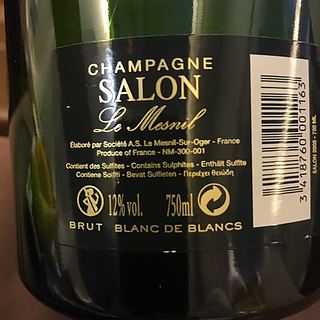 CHAMPAGNE
SALON
Le Mesnil
Élaboré par Société A.S. Le Mesnil-Sur-Oger - France
Produce of France - NM-300-001
Contient des Sulfites - Contains Sulphites - Enthält Sulfite
Contiene Solfiti - Bevat Sulfieten - Περιέχει θειώδη
12% vol. 750ml
BRUT BLANC DE BLANCS
3 418760 001163